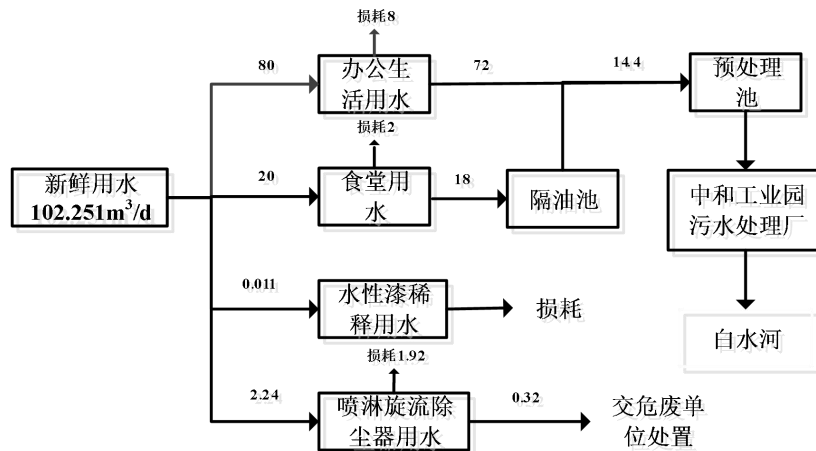 损耗8
80
办公生
活用水
72
14.4
预处理
池
损耗2
新鲜用水
102.251m³/d
20
食堂用
水
18
隔油池
中和工业园
污水处理厂
0.011
水性漆稀
释用水
损耗
白水河
损耗1.92
2.24
喷淋旋流除
尘器用水
0.32
交危废单
位处置